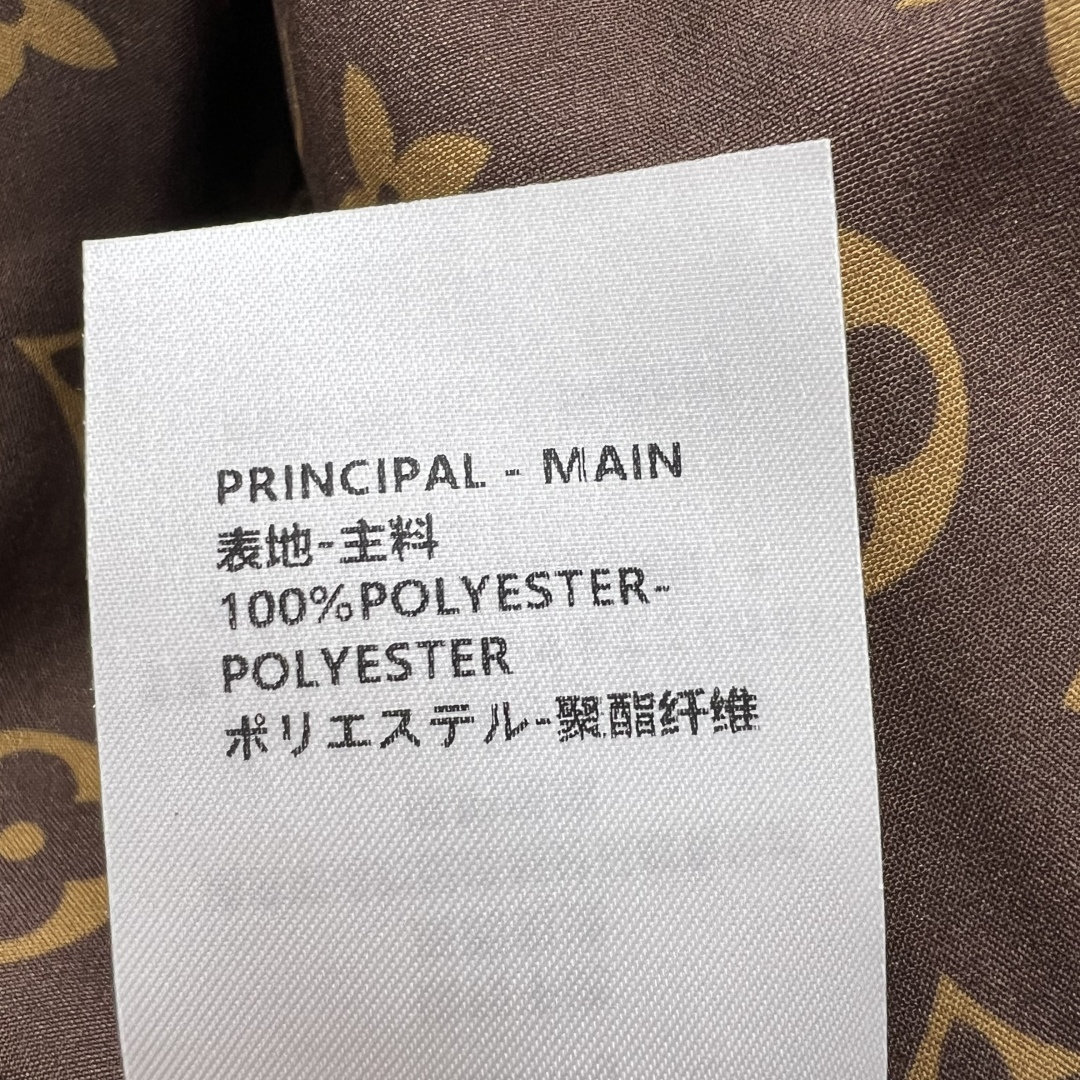 PRINCIPAL - MAIN
表地-主料
100%POLYESTER-
POLYESTER
ポリエステル-聚酯纤维